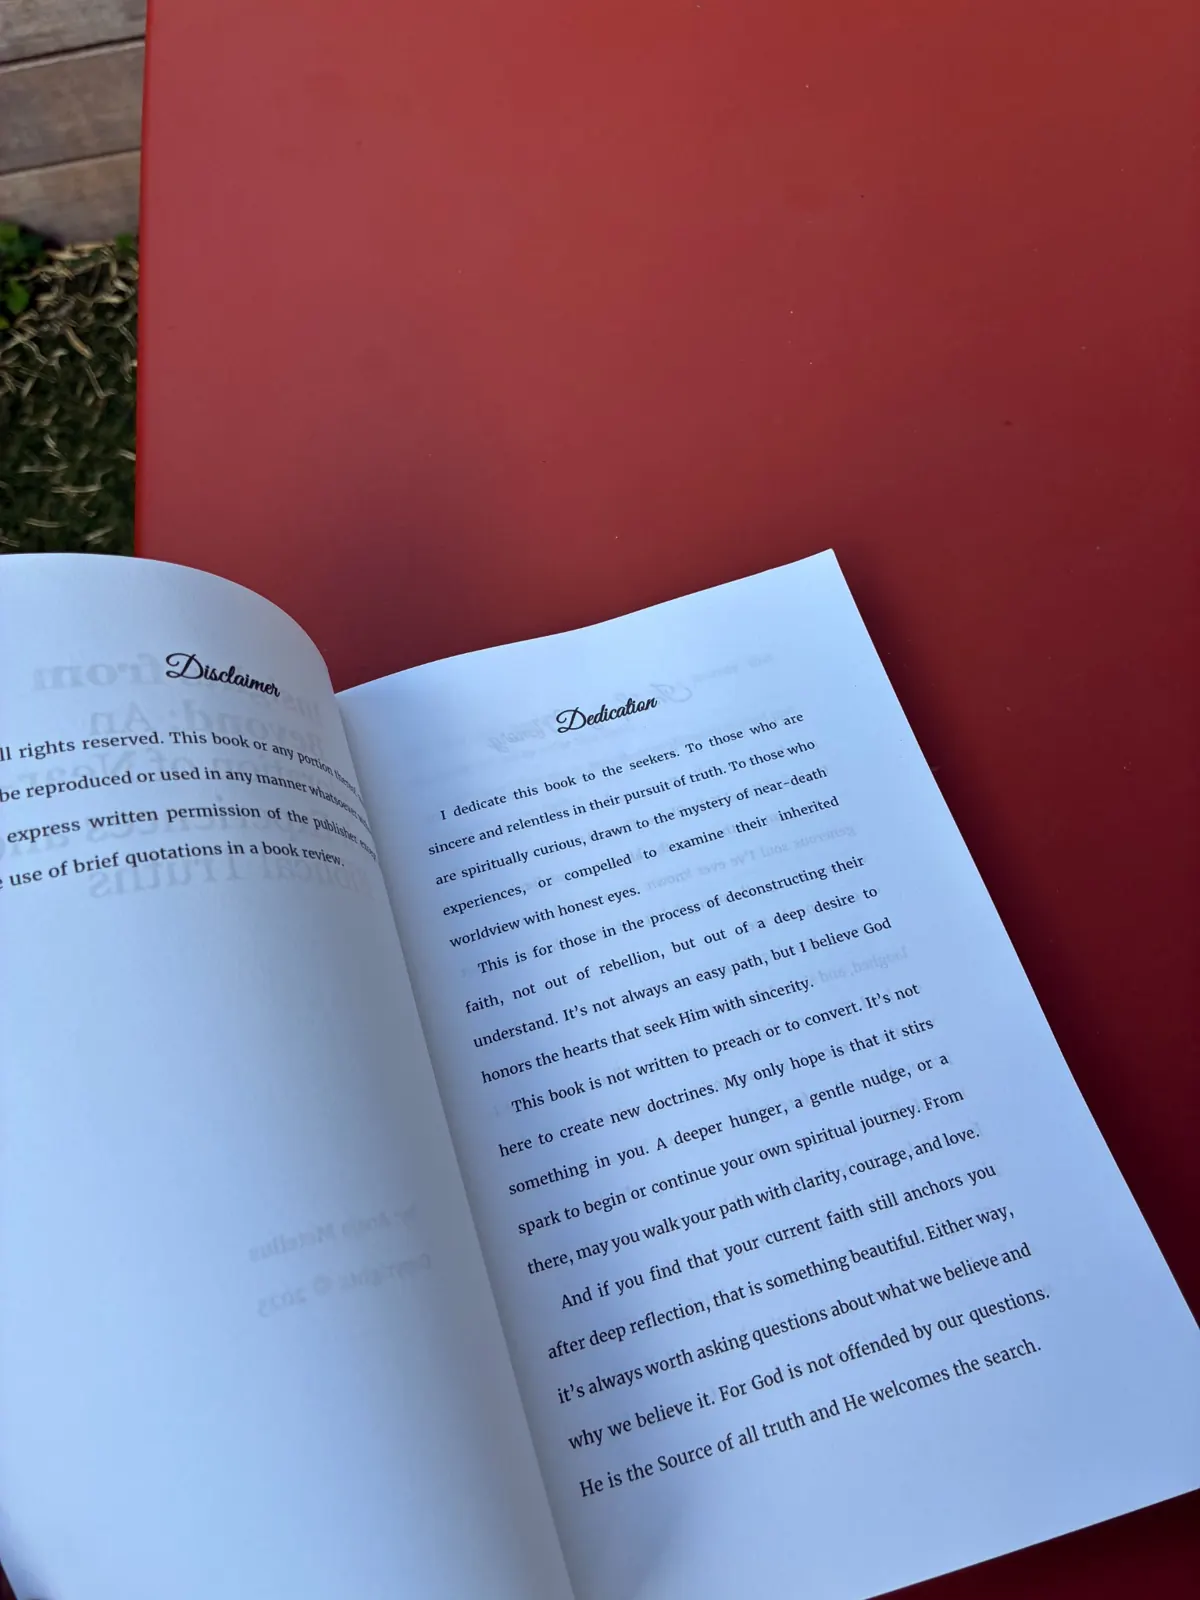 Disclaimer
ll rights reserved. This book or any portion
be reproduced or used in any manner whatsoever
express written permission of the publisher
use of brief quotations in a book review.
Dedication
I dedicate this book to the seekers. To those who are
sincere and relentless in their pursuit of truth. To those who
are spiritually curious, drawn to the mystery of near-death
experiences, or compelled to examine their inherited
worldview with honest eyes.
This is for those in the process of deconstructing their
faith, not out of rebellion, but out of a deep desire to
understand. It's not always an easy path, but I believe God
honors the hearts that seek Him with sincerity.
This book is not written to preach or to convert. It's not
here to create new doctrines. My only hope is that it stirs
something in you. A deeper hunger, a gentle nudge, or a
spark to begin or continue your own spiritual journey. From
there, may you walk your path with clarity, courage, and love.
And if you find that your current faith still anchors you
after deep reflection, that is something beautiful. Either way,
it's always worth asking questions about what we believe and
why we believe it. For God is not offended by our questions.
He is the Source of all truth and He welcomes the search.